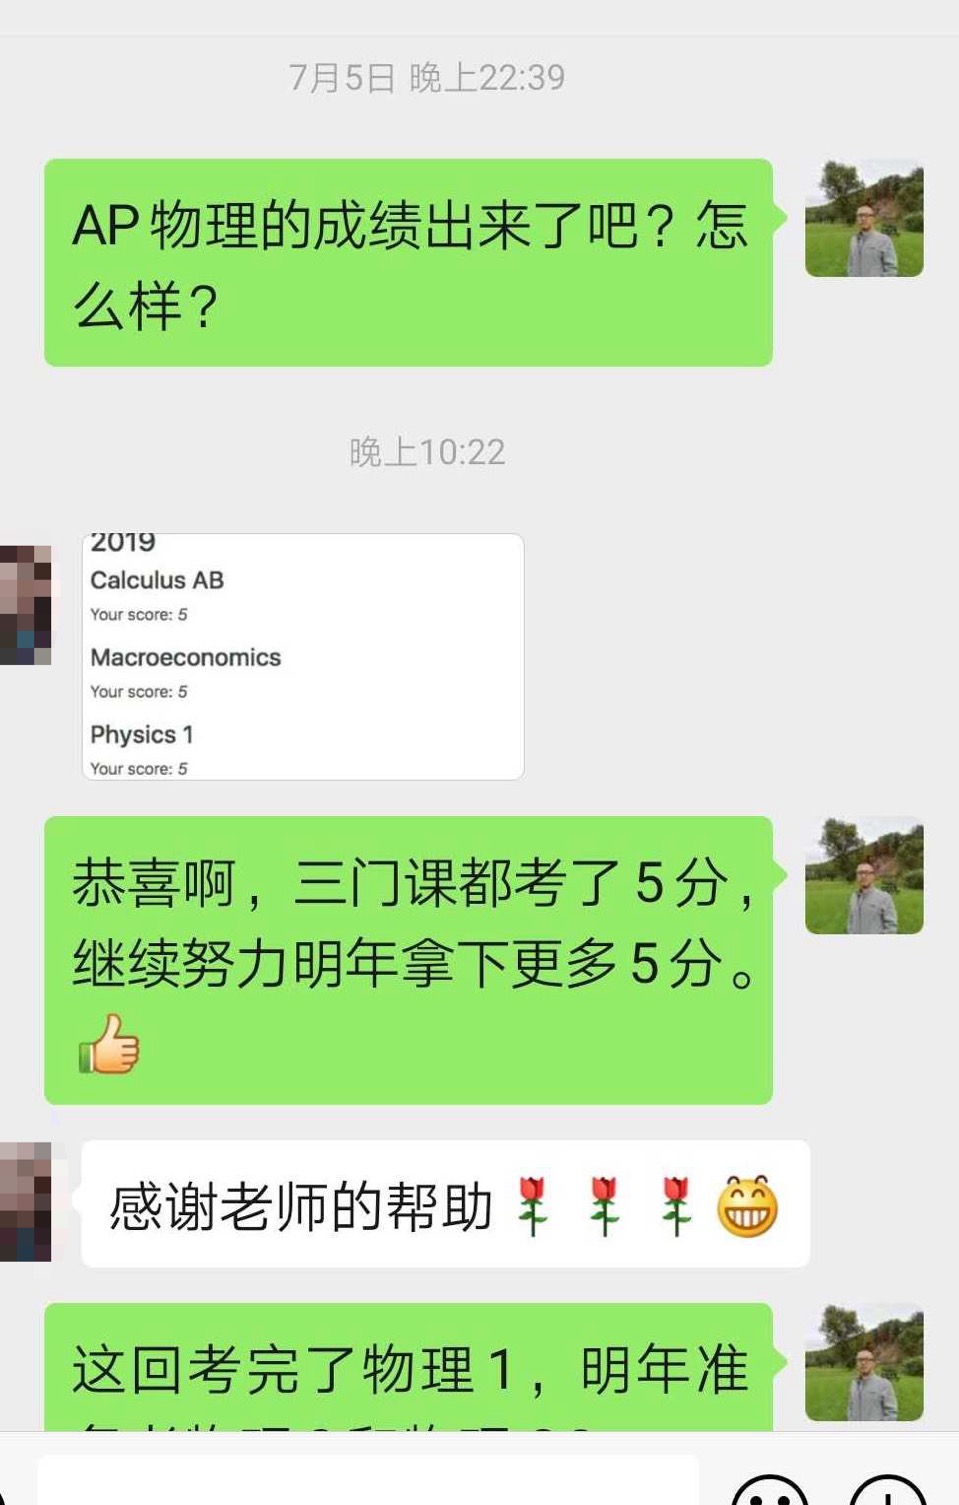 7月5日 晚上22:39
AP物理的成绩出来了吧？怎
么样？
晚上10:22
2019
Calculus AB
Your score: 5
Macroeconomics
Your score: 5
Physics 1
Your score: 5
恭喜啊，三门课都考了5分，
继续努力明年拿下更多5分。
感谢老师的帮助
这回考完了物理1，明年准